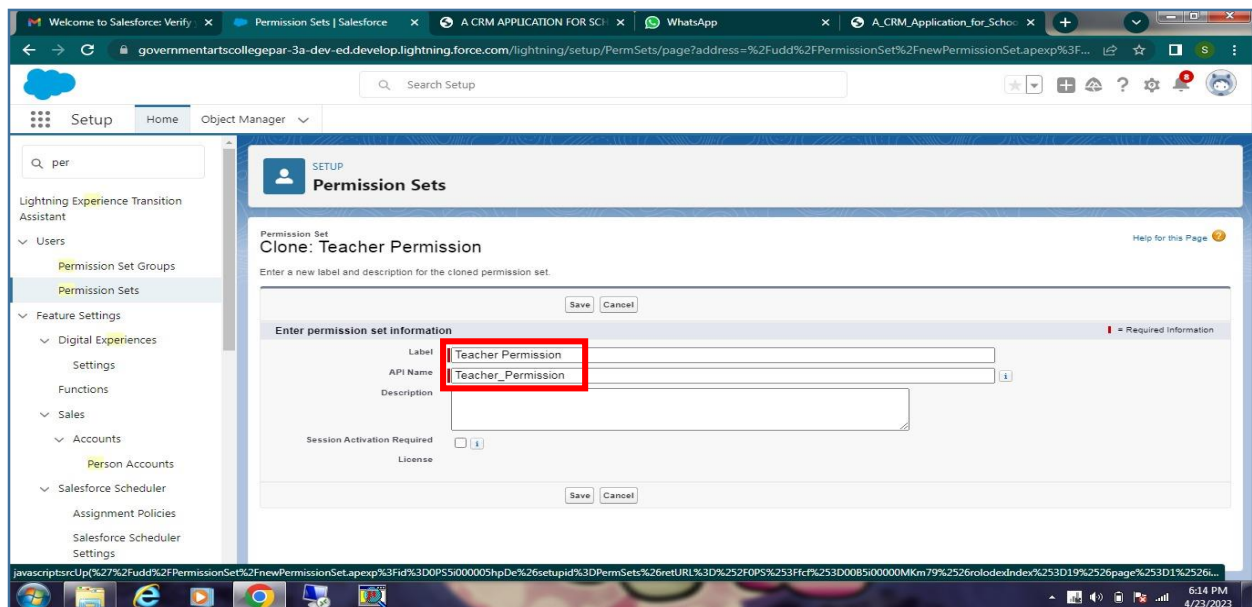 Welcome to Salesforce: Verify
Permission Sets | Salesforce
A CRM APPLICATION FOR SCH
WhatsApp
A_CRM_Application_for_Schoo
governmentartscollegepar-3a-dev-ed.develop.lightning.force.com/lightning/setup/PermSets/page?address=%2Fudd%2FPermissionSet%2FnewPermissionSet.apexp%3F...
S
Search Setup
8
Setup
Home
Object Manager
per
SETUP
Permission Sets
Lightning Experience Transition
Assistant
Users
Permission Set Groups
Permission Sets
Feature Settings
Digital Experiences
Settings
Functions
Sales
Accounts
Person Accounts
Salesforce Scheduler
Assignment Policies
Salesforce Scheduler
Settings
Permission Set
Clone: Teacher Permission
Help for this Page
Enter a new label and description for the cloned permission set.
Save Cancel
Enter permission set information
= Required Information
Label Teacher Permission
API Name Teacher_Permission
Description
Session Activation Required
License
Save Cancel
javascript:srcUp(%27%2Fudd%2FPermissionSet%2FnewPermissionSet.apexp%3Fid%3D0PS5i000005hpDe%26setupid%3DPermSets%26retURL%3D%252F0PS%253Ffcf%253D00B5i00000MKm79%2526rolodexIndex%253D19%2526page%253D1%2526i...
6:14 PM
4/23/2023